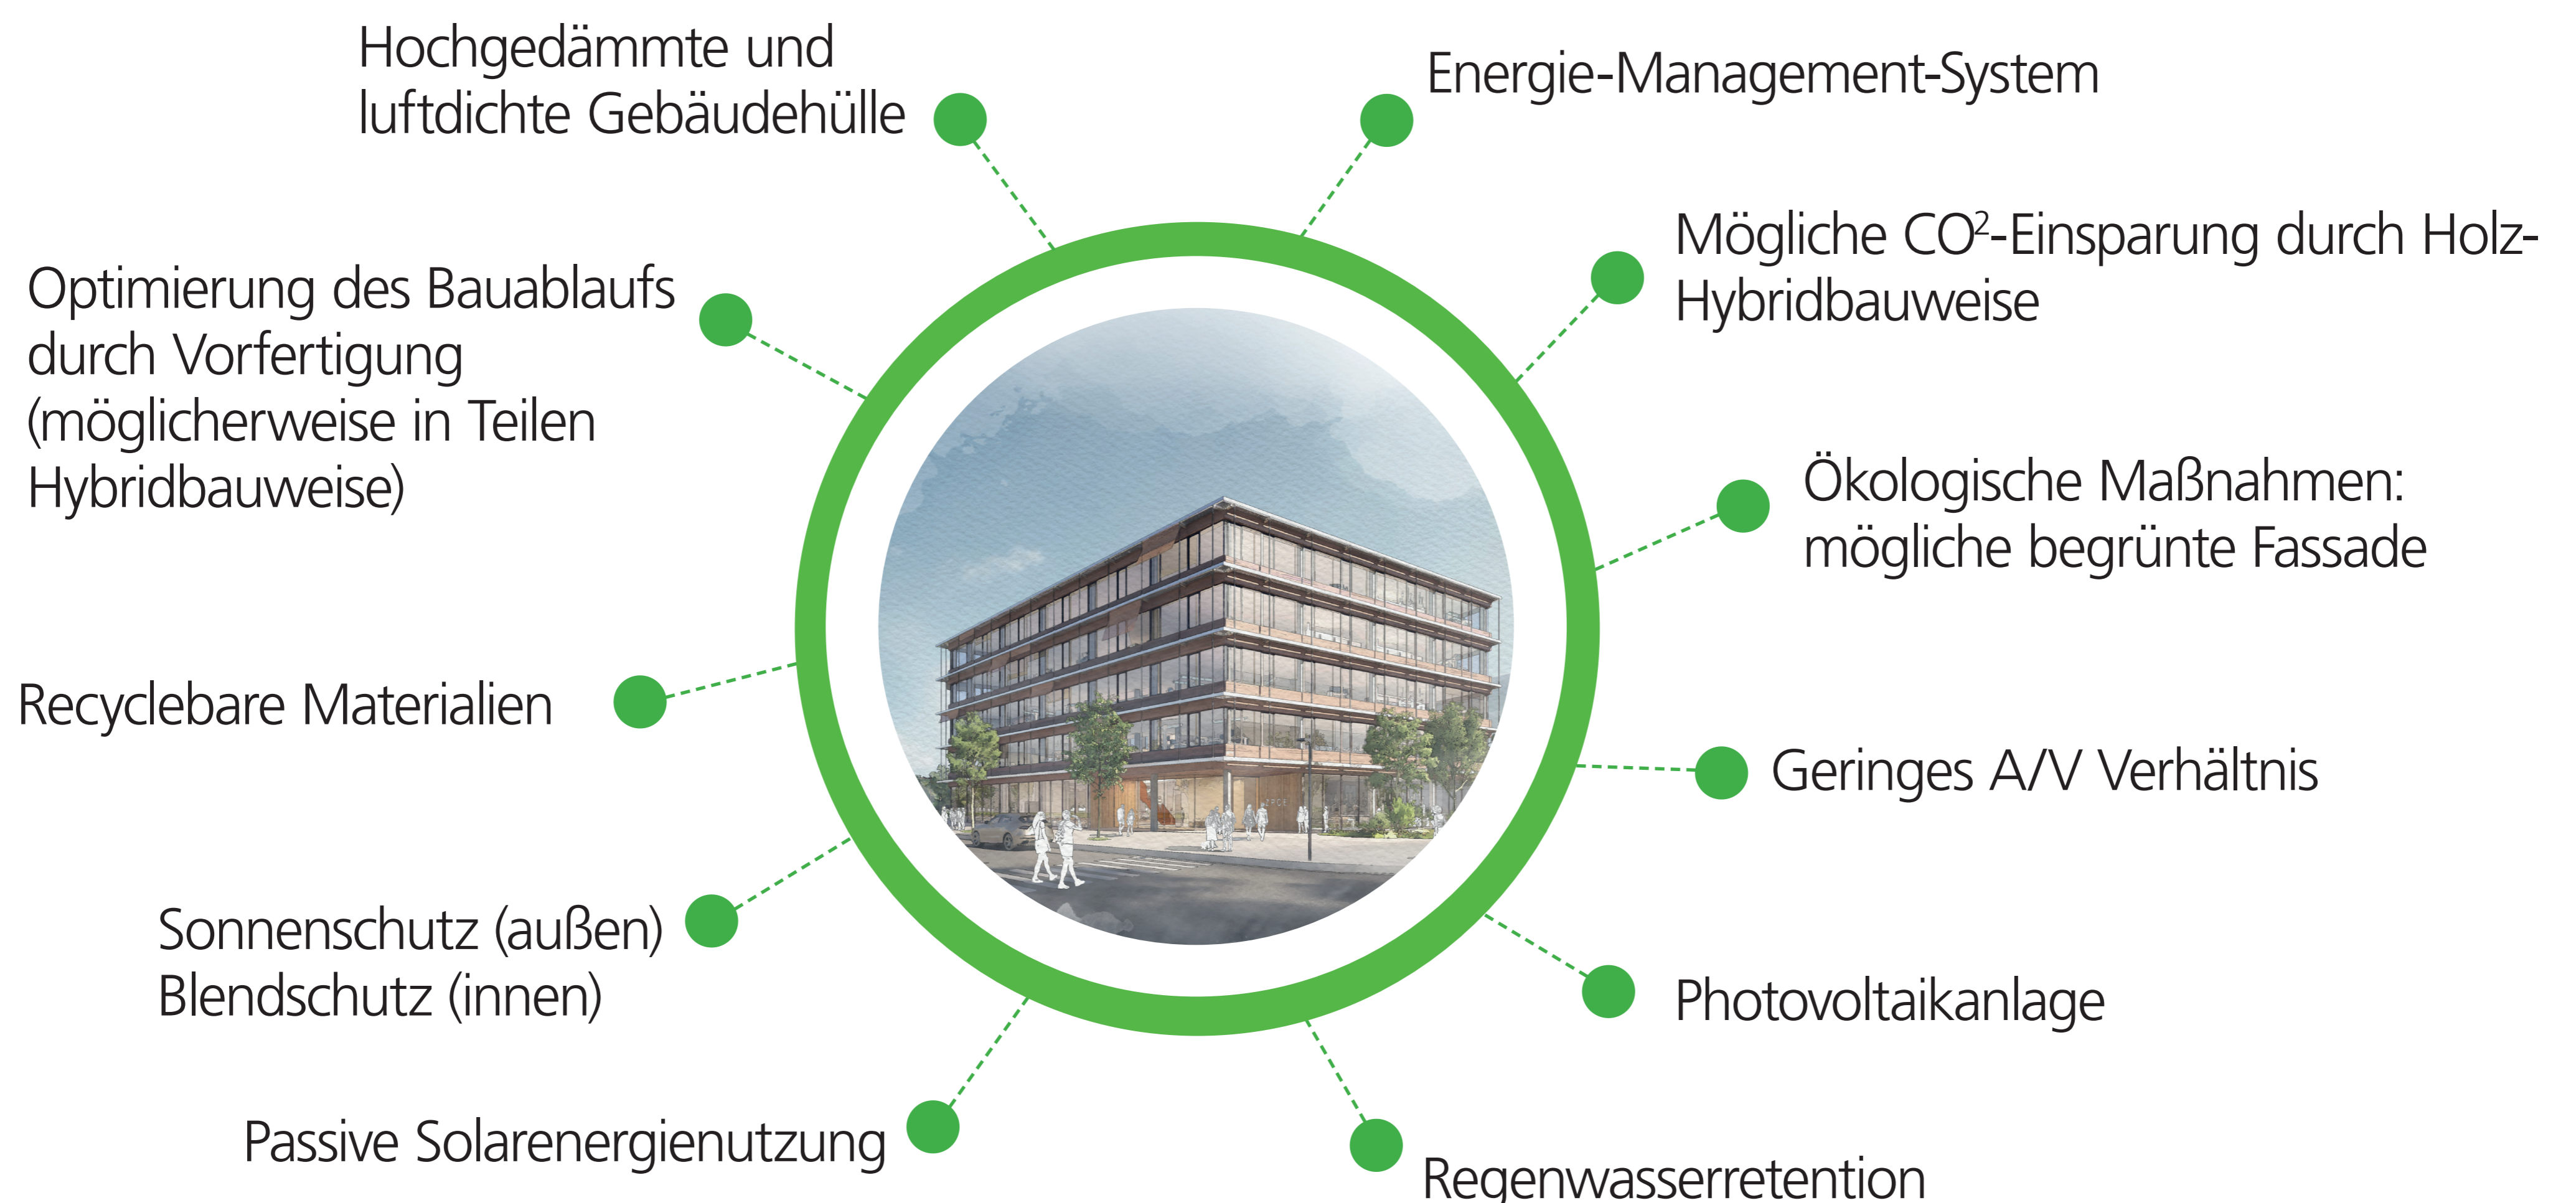 Hochgedämmte und
luftdichte Gebäudehülle
Energie-Management-System
Mögliche CO²-Einsparung durch Holz-
Hybridbauweise
Optimierung des Bauablaufs
durch Vorfertigung
(möglicherweise in Teilen
Hybridbauweise)
Ökologische Maßnahmen:
mögliche begrünte Fassade
Recyclebare Materialien
Geringes A/V Verhältnis
Sonnenschutz (außen)
Blendschutz (innen)
Photovoltaikanlage
Passive Solarenergienutzung
Regenwasserretention